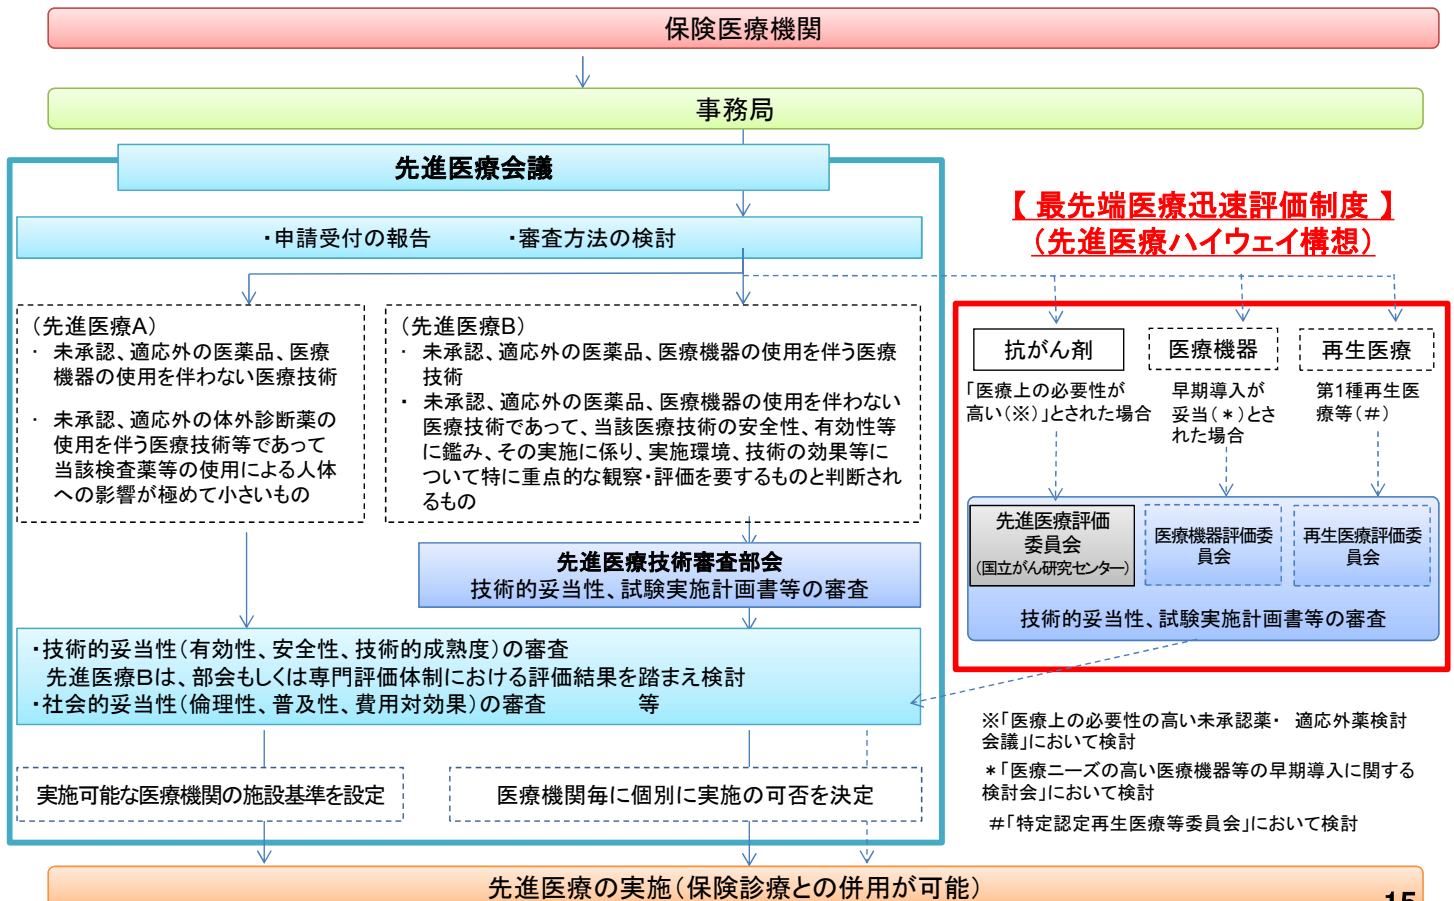 保険医療機関
事務局
先進医療会議
・申請受付の報告　　　・審査方法の検討
【 最先端医療迅速評価制度 】
（先進医療ハイウェイ構想）
（先進医療A）
・ 未承認、適応外の医薬品、医療
機器の使用を伴わない医療技術
・ 未承認、適応外の体外診断薬の
使用を伴う医療技術等であって
当該検査薬等の使用による人体
への影響が極めて小さいもの
（先進医療B）
・ 未承認、適応外の医薬品、医療機器の使用を伴う医療
技術
・ 未承認、適応外の医薬品、医療機器の使用を伴わない
医療技術であって、当該医療技術の安全性、有効性等
に鑑み、その実施に係り、実施環境、技術の効果等に
ついて特に重点的な観察・評価を要するものと判断され
るもの
抗がん剤
「医療上の必要性が
高い（※）」とされた場合
医療機器
早期導入が
妥当（＊）とさ
れた場合
再生医療
第1種再生医
療等（＃）
先進医療評価
委員会
（国立がん研究センター）
医療機器評価委
員会
再生医療評価委
員会
技術的妥当性、試験実施計画書等の審査
先進医療技術審査部会
技術的妥当性、試験実施計画書等の審査
・技術的妥当性（有効性、安全性、技術的成熟度）の審査
先進医療Ｂは、部会もしくは専門評価体制における評価結果を踏まえ検討
・社会的妥当性（倫理性、普及性、費用対効果）の審査　　　　等
実施可能な医療機関の施設基準を設定
医療機関毎に個別に実施の可否を決定
※「医療上の必要性の高い未承認薬・　適応外薬検討
会議」において検討
＊「医療ニーズの高い医療機器等の早期導入に関する
検討会」において検討
＃「特定認定再生医療等委員会」において検討
先進医療の実施（保険診療との併用が可能）
15